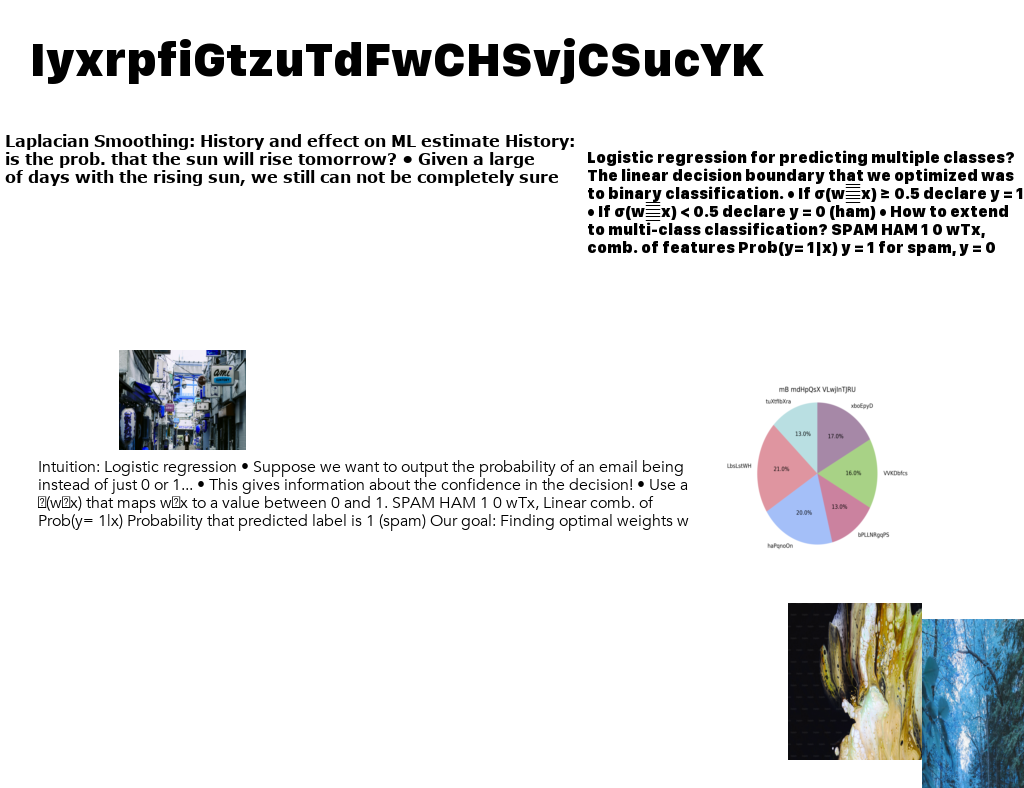 IyxrpfiGtzuTdFwCHSvjCSucYK
Laplacian Smoothing: History and effect on ML estimate History:
is the prob. that the sun will rise tomorrow? • Given a large
of days with the rising sun, we still can not be completely sure
Logistic regression for predicting multiple classes?
The linear decision boundary that we optimized was
to binary classification. • If σ(w x) ≥ 0.5 declare y = 1
• If σ(w x) < 0.5 declare y = 0 (ham) • How to extend
to multi-class classification? SPAM HAM 1 0 wTx,
comb. of features Prob(y= 1|x) y = 1 for spam, y = 0
ami
Intuition: Logistic regression • Suppose we want to output the probability of an email being
instead of just 0 or 1... • This gives information about the confidence in the decision! • Use a
(w x) that maps w x to a value between 0 and 1. SPAM HAM 1 0 wTx, Linear comb. of
Prob(y= 1|x) Probability that predicted label is 1 (spam) Our goal: Finding optimal weights w
mB mdHpQsX VLwjInTJRU
xboEpyD
13.0%
17.0%
LbsLstWH
21.0%
16.0%
VVKDbfcs
20.0%
13.0%
bPLLNRgqPS
haPqnoOn